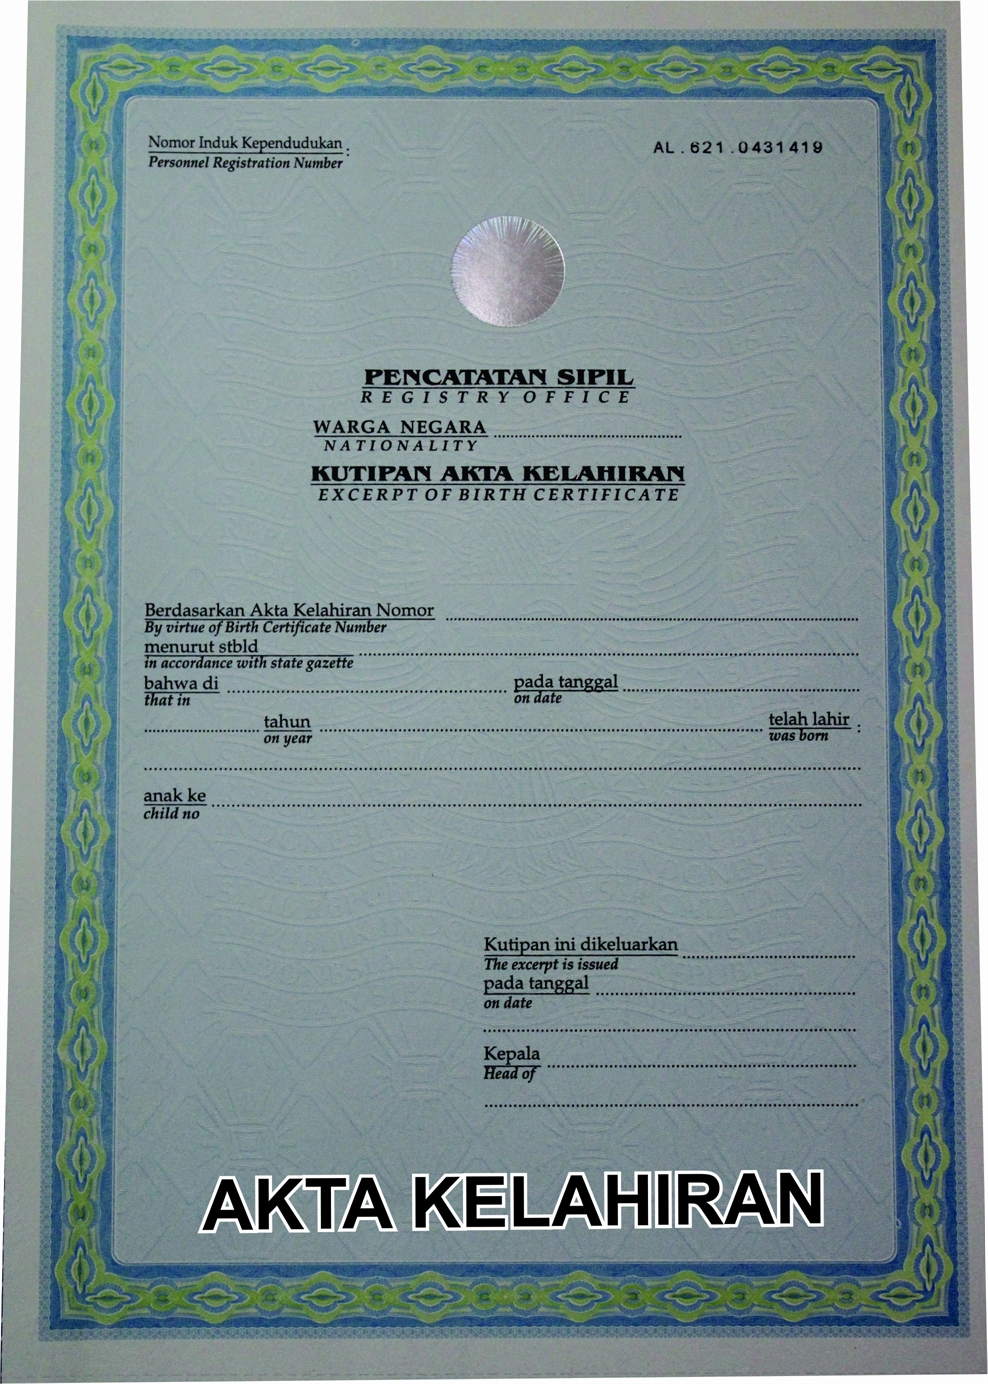 Nomor Induk Kependudukan :
Personnel Registration Number
AL.621.0431419
PENCATATAN SIPIL
REGISTRY OFFICE
WARGA NEGARA
NATIONALITY
KUTIPAN AKTA KELAHIRAN
EXCERPT OF BIRTH CERTIFICATE
Berdasarkan Akta Kelahiran Nomor
By virtue of Birth Certificate Number
menurut stbld
in accordance with state gazette
bahwa di pada tanggal
that in on date
tahun telah lahir :
on year was born
anak ke
child no
Kutipan ini dikeluarkan
The excerpt is issued
pada tanggal
on date
Kepala
Head of
AKTA KELAHIRAN